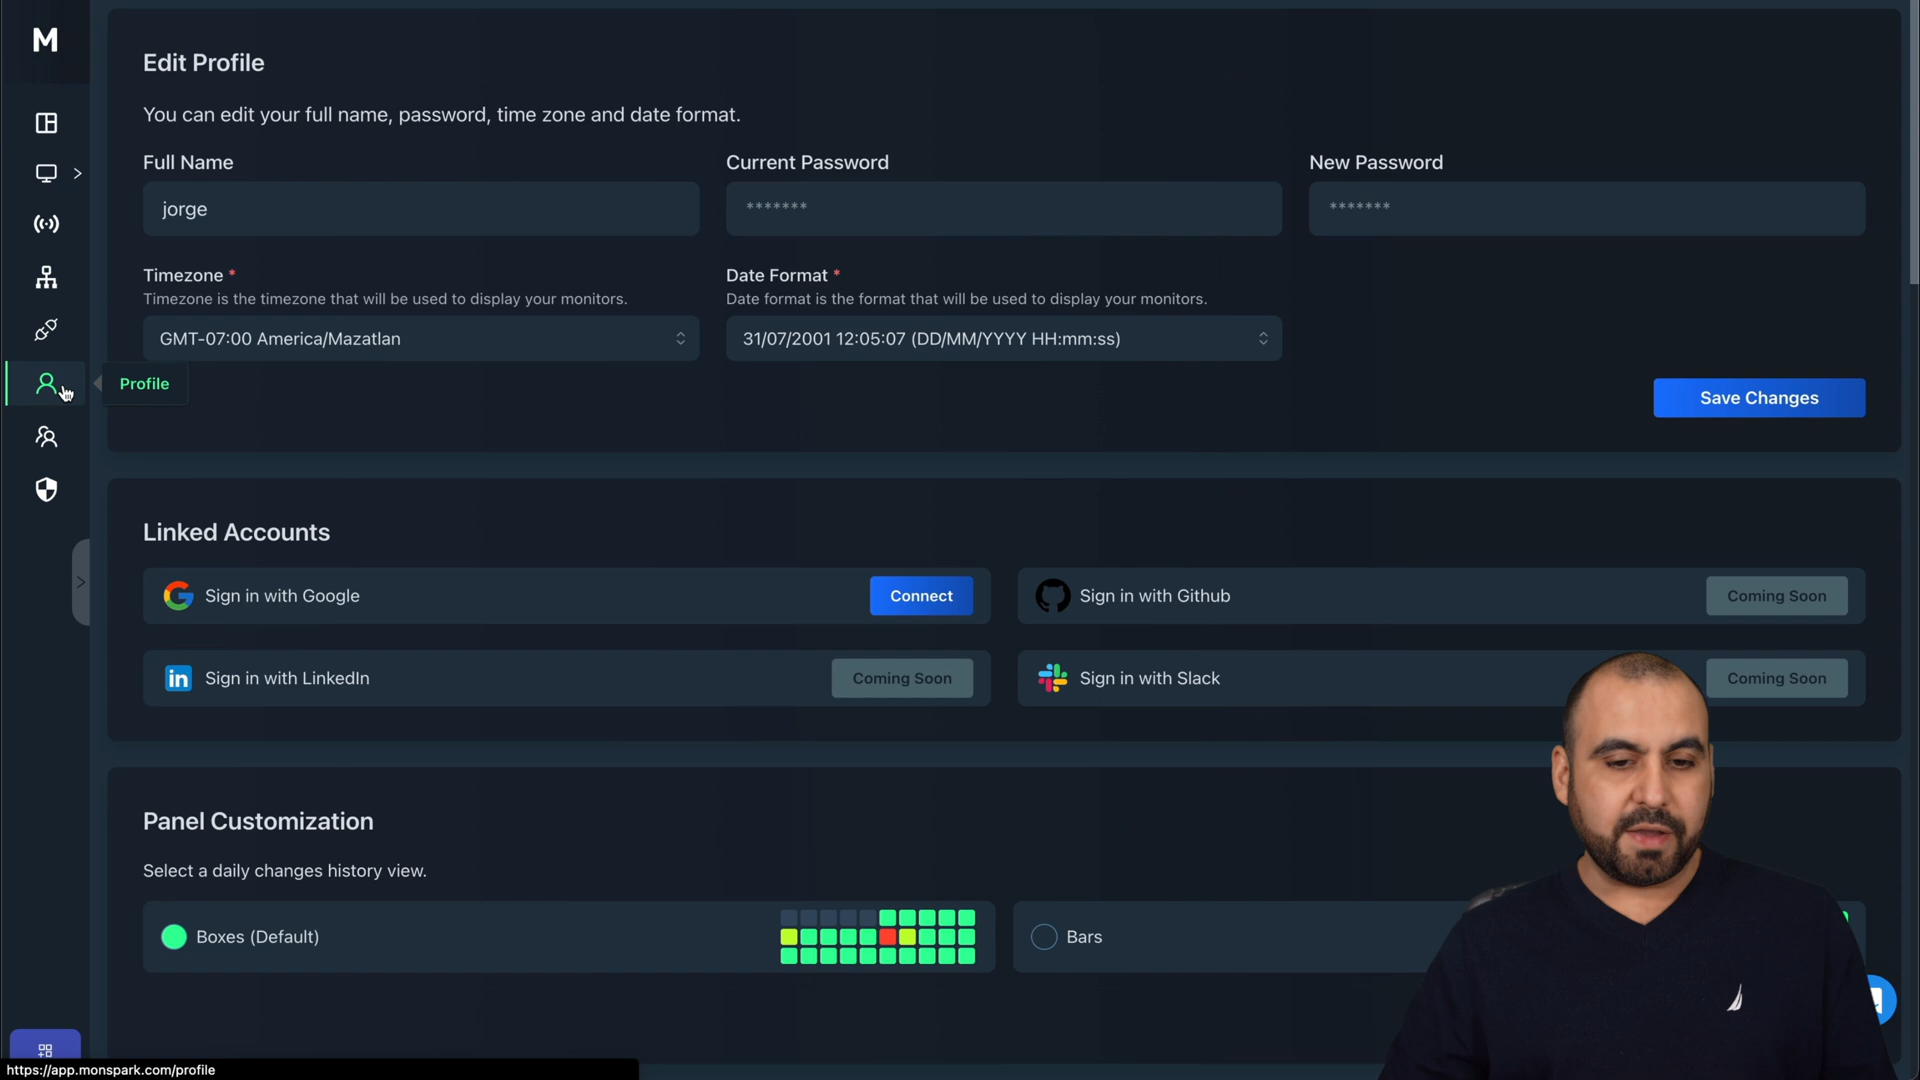 M
Edit Profile
You can edit your full name, password, time zone and date format.
Full Name
Current Password
New Password
jorge
*******
*******
Timezone *
Date Format *
Timezone is the timezone that will be used to display your monitors.
Date format is the format that will be used to display your monitors.
GMT-07:00 America/Mazatlan
31/07/2001 12:05:07 (DD/MM/YYYY HH:mm:ss)
Profile
Save Changes
Linked Accounts
Sign in with Google
Connect
Sign in with Github
Coming Soon
in
Sign in with LinkedIn
Coming Soon
Sign in with Slack
Coming Soon
Panel Customization
Select a daily changes history view.
Boxes (Default)
Bars
https://app.monspark.com/profile